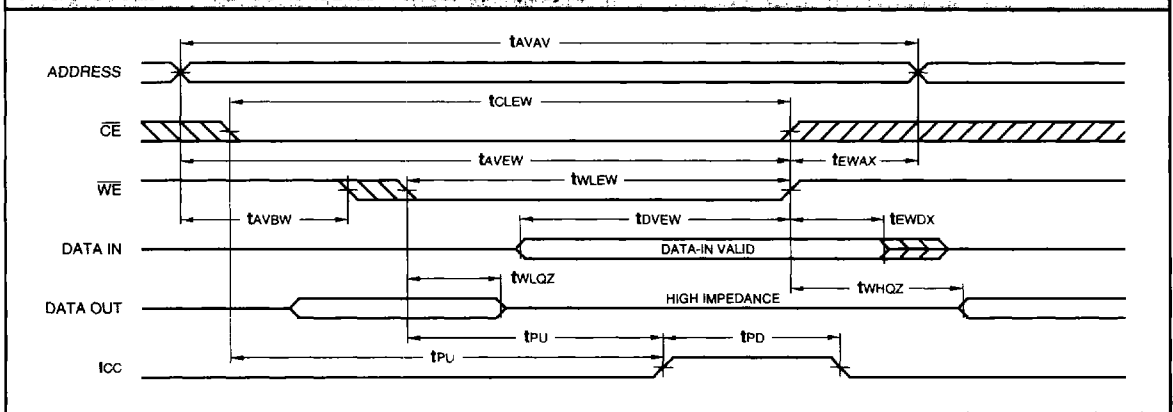 tAVAV
ADDRESS
tCLEW
CE
tAVEW
tEWAX
WE
tWLEW
tAVBW
tDVEW
tEWDX
DATA IN
DATA-IN VALID
tWLQZ
tWHQZ
DATA OUT
HIGH IMPEDANCE
tPU
tPD
tPU
ICC